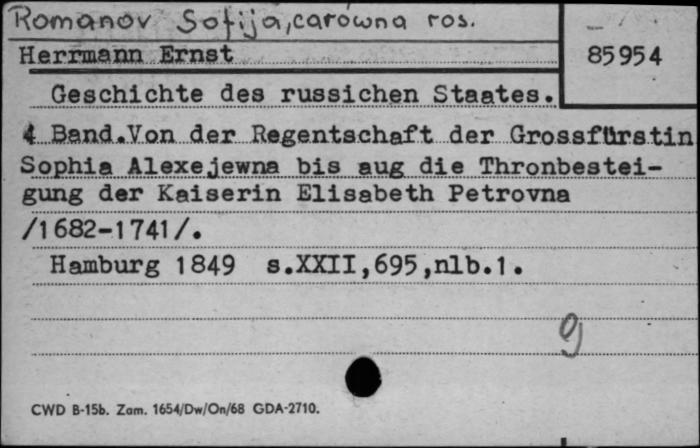 Romanov Sofija, carówna ros.
Herrmann Ernst
85954
Geschichte des russichen Staates.
4 Band.Von der Regentschaft der Grossfürstin
Sophia Alexejewna bis aug die Thronbestei-
gung der Kaiserin Elisabeth Petrovna
/1682-1741/.
Hamburg 1849 s.XXII,695,nlb.1.
g
CWD B-15b. Zam. 1654/Dw/On/68 GDA-2710.